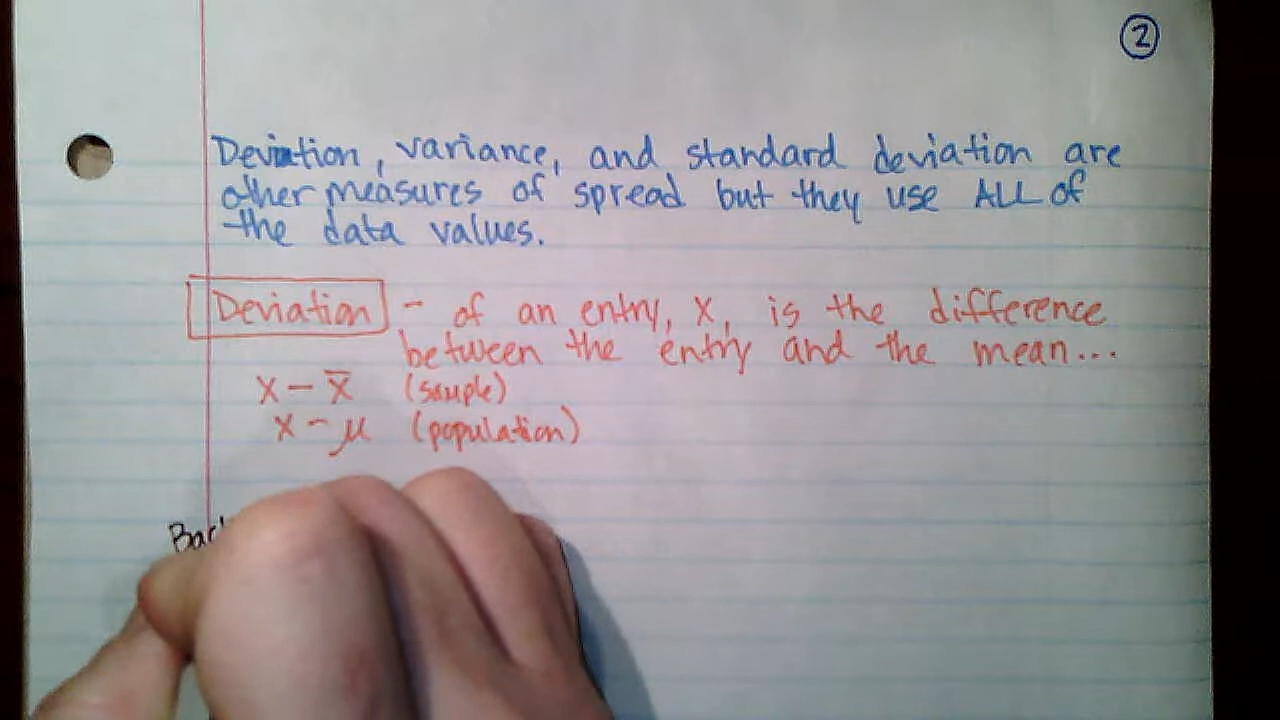 ②
Deviation, variance, and standard deviation are
other measures of spread but they use ALL of
the data values.
Deviation - of an entry, x, is the difference
between the entry and the mean...
x - x̅ (sample)
x - μ (population)